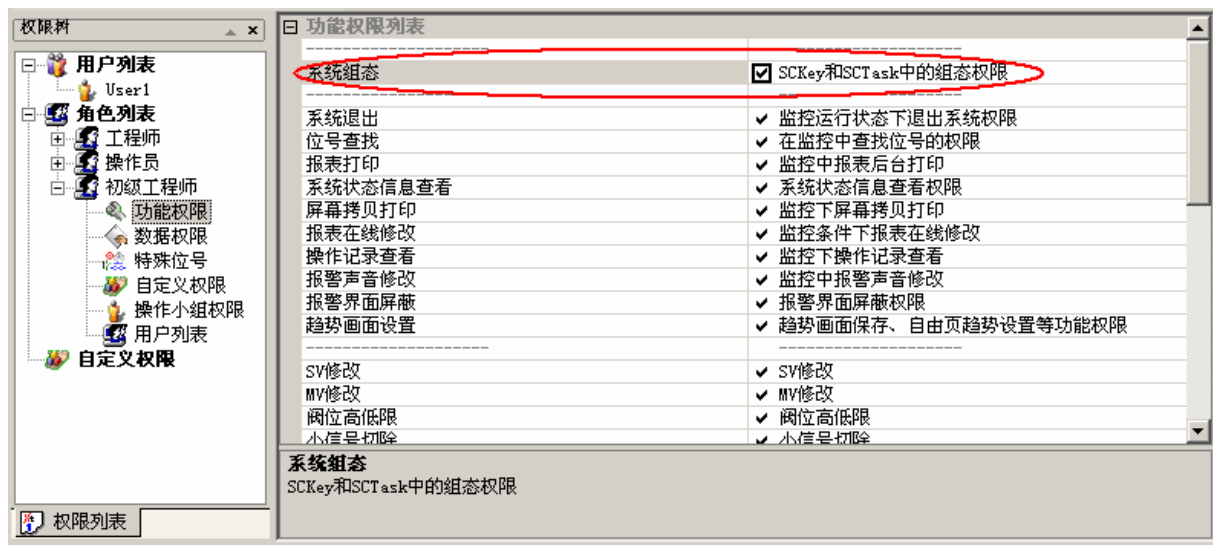 权限树
用户列表
User1
角色列表
工程师
操作员
初级工程师
功能权限
数据权限
特殊位号
自定义权限
操作小组权限
用户列表
自定义权限
权限列表
功能权限列表
-------------------- --------------------
系统组态 SCKey和SCTask中的组态权限
-------------------- --------------------
系统退出 监控运行状态下退出系统权限
位号查找 在监控中查找位号的权限
报表打印 监控中报表后台打印
系统状态信息查看 系统状态信息查看权限
屏幕拷贝打印 监控下屏幕拷贝打印
报表在线修改 监控条件下报表在线修改
操作记录查看 监控下操作记录查看
报警声音修改 监控中报警声音修改
报警界面屏蔽 报警界面屏蔽权限
趋势画面设置 趋势画面保存、自由页趋势设置等功能权限
-------------------- --------------------
SV修改 SV修改
MV修改 MV修改
阀位高低限 阀位高低限
小信号切除 小信号切除
系统组态
SCKey和SCTask中的组态权限